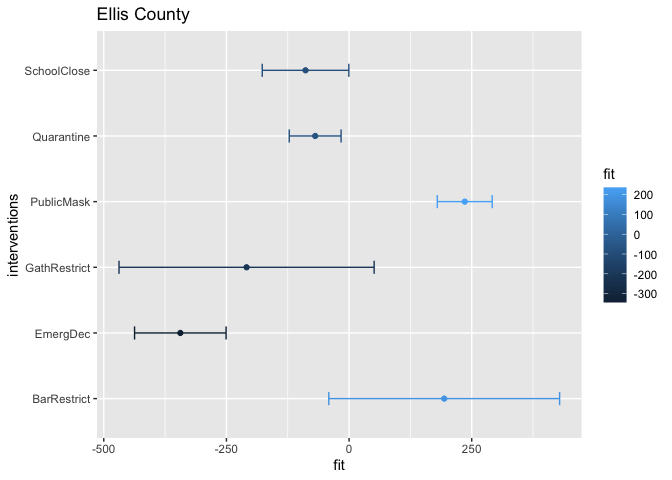 Ellis County
interventions
SchoolClose
Quarantine
PublicMask
GathRestrict
EmergDec
BarRestrict
-500 -250 0 250
fit
fit
200
100
0
-100
-200
-300